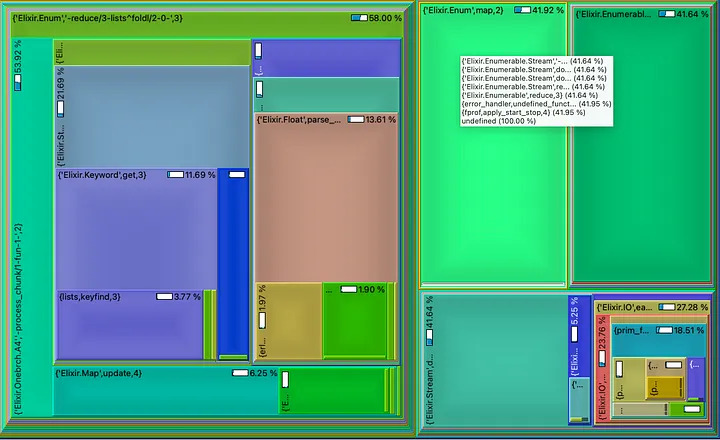 {'Elixir.Enum','-reduce/3-lists^foldl/2-0-',3} 58.00 %
53.92 %
{'Elixir.Onebrch.A4','-process_chunk/1-fun-1-',2}
{'Eli...
21.69 %
{'Elixir.St...
{'...
...
{'Elixir.Float',parse_... 13.61 %
{'Elixir.Keyword',get,3} 11.69 %
{lists,keyfind,3} 3.77 %
1.97 %
{erl...
... 1.90 %
{'Elixir.Map',update,4} 6.25 %
{'E...
{'Elixir.Enum',map,2} 41.92 %
{'Elixir.Enumerabl... 41.64 %
{'Elixir.Enumerable.Stream','-... (41.64 %)
{'Elixir.Enumerable.Stream',do... (41.64 %)
{'Elixir.Enumerable.Stream',do... (41.64 %)
{'Elixir.Enumerable.Stream',re... (41.64 %)
{'Elixir.Enumerable',reduce,3} (41.64 %)
{error_handler,undefined_funct... (41.95 %)
{fprof,apply_start_stop,4} (41.95 %)
undefined (100.00 %)
41.64 %
{'Elixir.Stream',d...
5.25 %
{'Elixi...
{'...
{'Elixir.IO',ea... 27.28 %
23.76 %
{'Elixir.IO',...
{prim_f... 18.51 %
{p...
{...
{p...
...
{'...